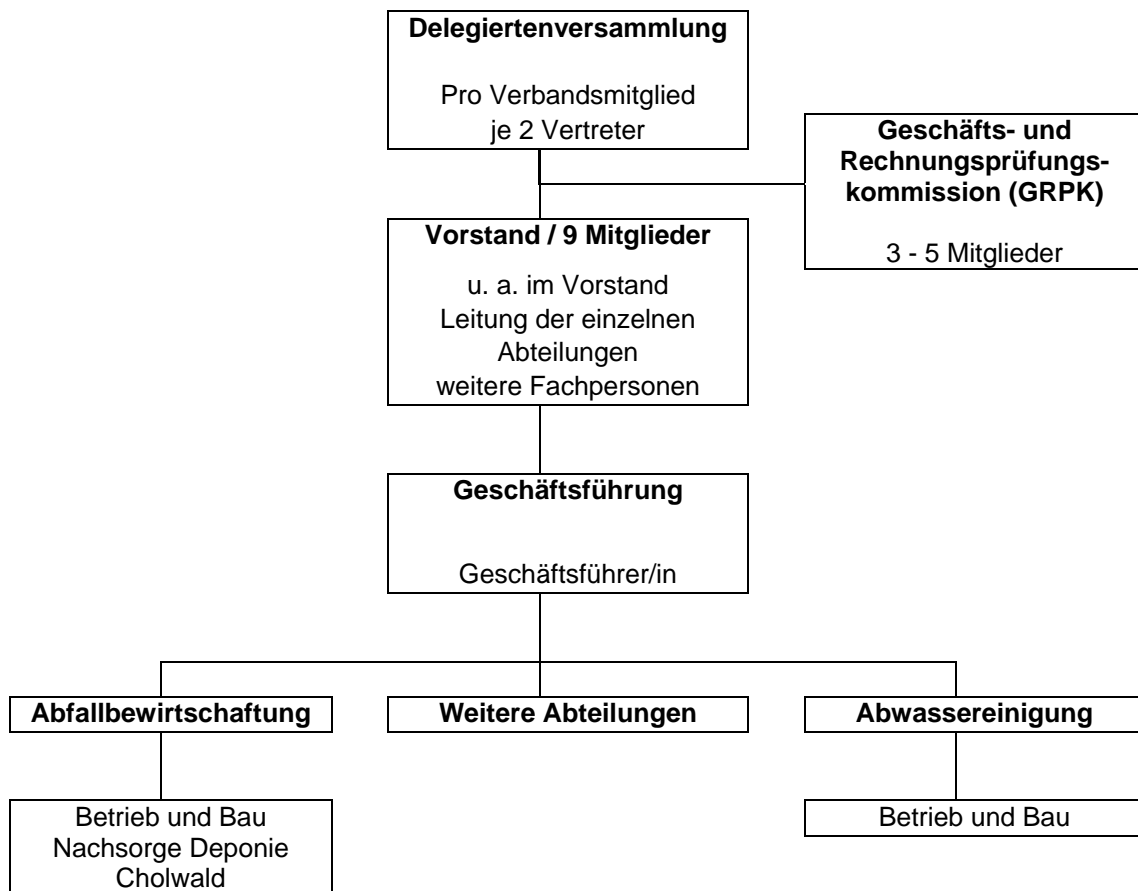 Delegiertenversammlung
Pro Verbandsmitglied
je 2 Vertreter
Geschäfts- und
Rechnungsprüfungs-
kommission (GRPK)
3 - 5 Mitglieder
Vorstand / 9 Mitglieder
u. a. im Vorstand
Leitung der einzelnen
Abteilungen
weitere Fachpersonen
Geschäftsführung
Geschäftsführer/in
Abfallbewirtschaftung
Weitere Abteilungen
Abwassereinigung
Betrieb und Bau
Nachsorge Deponie
Cholwald
Betrieb und Bau